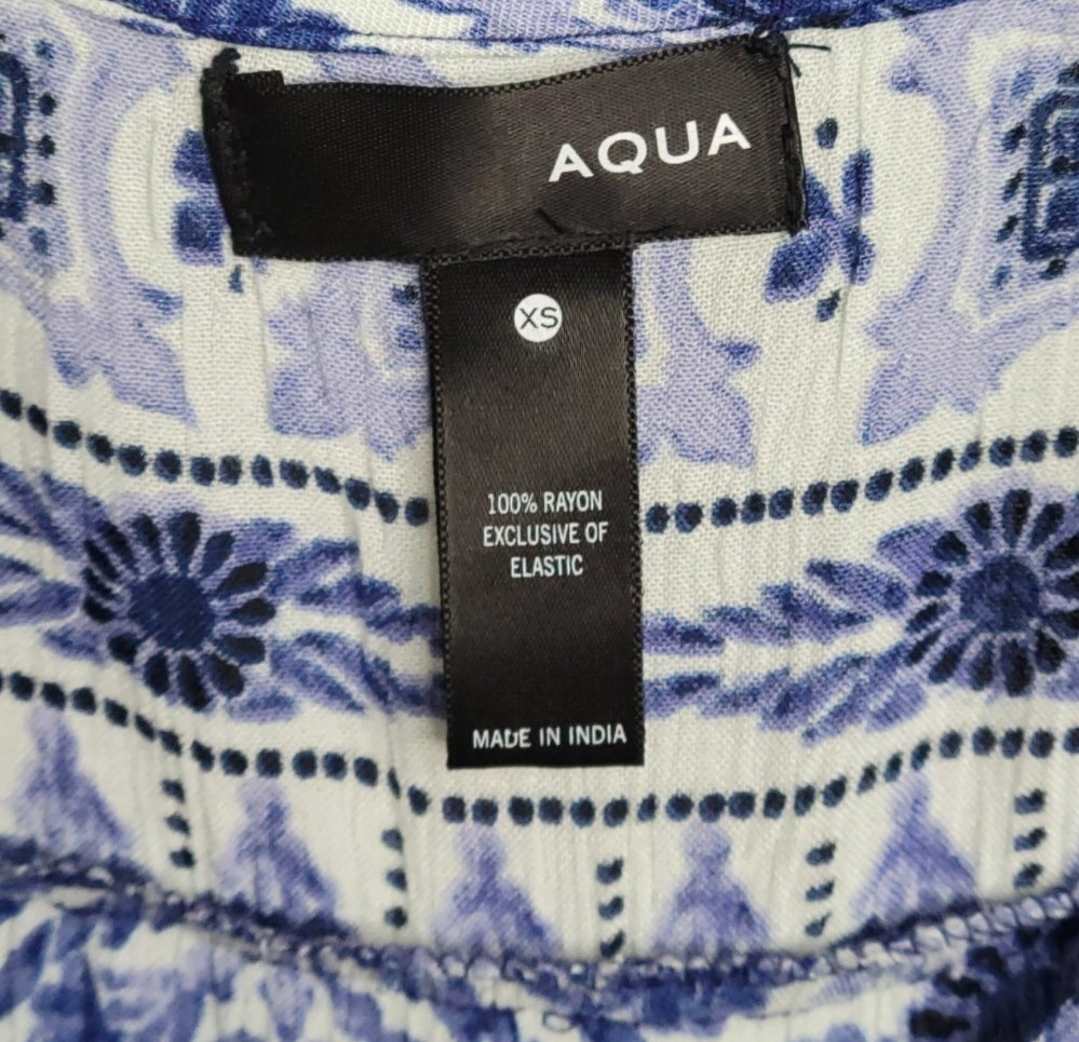 AQUA
XS
100% RAYON
EXCLUSIVE OF
ELASTIC
MADE IN INDIA